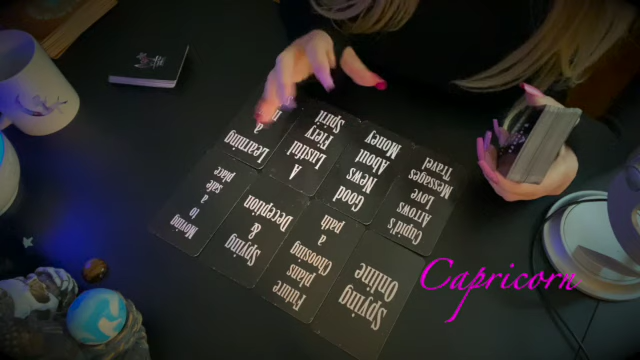 Learning
a
A
Lustful
Fiery
Spirit
Good
News
About
Money
Cupid's
Arrows
Love
Messages
Travel
Moving
to
a
safe
place
Spying
&
Deception
Future
plans
Choosing
a
path
Spying
Online
Capricorn